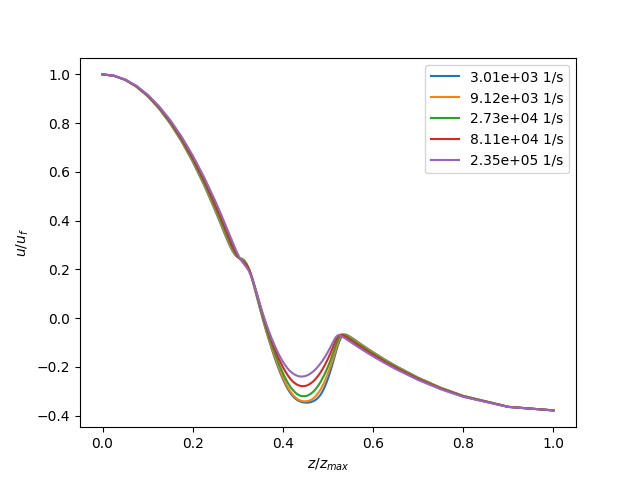 3.01e+03 1/s
9.12e+03 1/s
2.73e+04 1/s
8.11e+04 1/s
2.35e+05 1/s
1.0
0.8
0.6
0.4
0.2
0.0
−0.2
−0.4
u/u_f
0.0 0.2 0.4 0.6 0.8 1.0
z/z_max